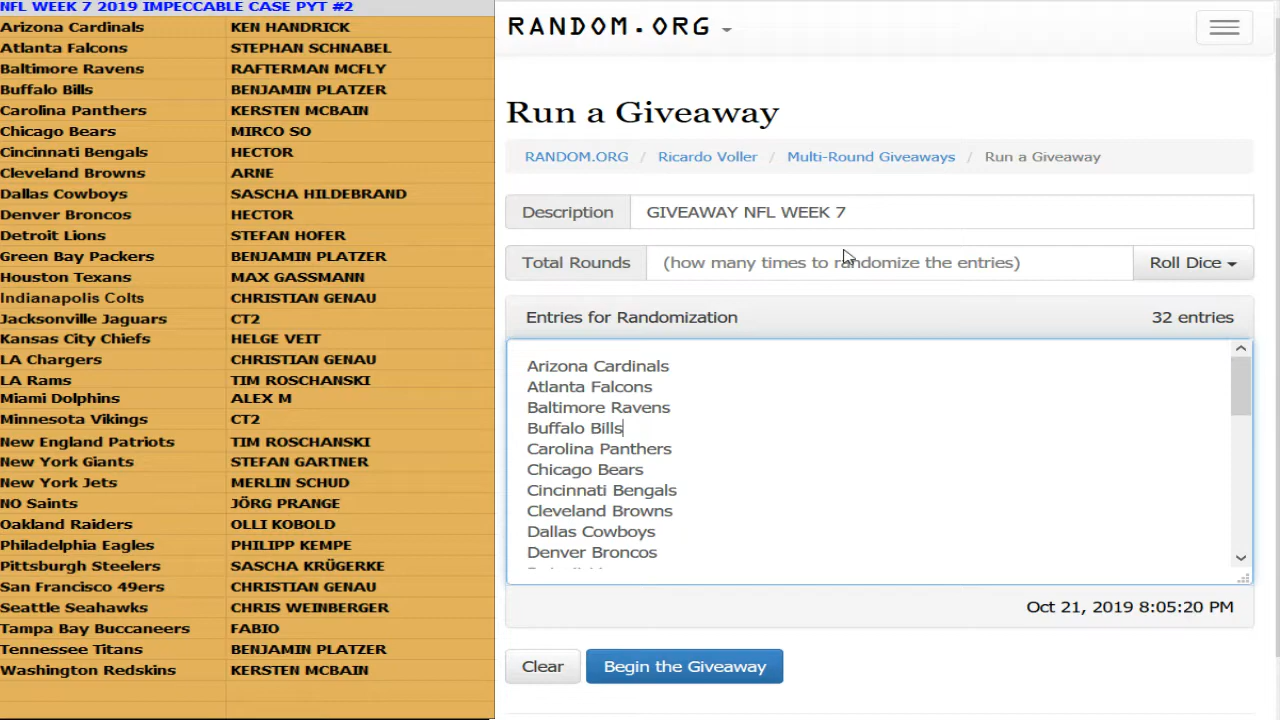 NFL WEEK 7 2019 IMPECCABLE CASE PYT #2
Arizona Cardinals KEN HANDRICK
Atlanta Falcons STEPHAN SCHNABEL
Baltimore Ravens RAFTERMAN MCFLY
Buffalo Bills BENJAMIN PLATZER
Carolina Panthers KERSTEN MCBAIN
Chicago Bears MIRCO SO
Cincinnati Bengals HECTOR
Cleveland Browns ARNE
Dallas Cowboys SASCHA HILDEBRAND
Denver Broncos HECTOR
Detroit Lions STEFAN HOFER
Green Bay Packers BENJAMIN PLATZER
Houston Texans MAX GASSMANN
Indianapolis Colts CHRISTIAN GENAU
Jacksonville Jaguars CT2
Kansas City Chiefs HELGE VEIT
LA Chargers CHRISTIAN GENAU
LA Rams TIM ROSCHANSKI
Miami Dolphins ALEX M
Minnesota Vikings CT2
New England Patriots TIM ROSCHANSKI
New York Giants STEFAN GARTNER
New York Jets MERLIN SCHUD
NO Saints JÖRG PRANGE
Oakland Raiders OLLI KOBOLD
Philadelphia Eagles PHILIPP KEMPE
Pittsburgh Steelers SASCHA KRÜGERKE
San Francisco 49ers CHRISTIAN GENAU
Seattle Seahawks CHRIS WEINBERGER
Tampa Bay Buccaneers FABIO
Tennessee Titans BENJAMIN PLATZER
Washington Redskins KERSTEN MCBAIN
RANDOM.ORG
Run a Giveaway
RANDOM.ORG / Ricardo Voller / Multi-Round Giveaways / Run a Giveaway
Description GIVEAWAY NFL WEEK 7
Total Rounds (how many times to randomize the entries) Roll Dice
Entries for Randomization 32 entries
Arizona Cardinals
Atlanta Falcons
Baltimore Ravens
Buffalo Bills
Carolina Panthers
Chicago Bears
Cincinnati Bengals
Cleveland Browns
Dallas Cowboys
Denver Broncos
Oct 21, 2019 8:05:20 PM
Clear Begin the Giveaway